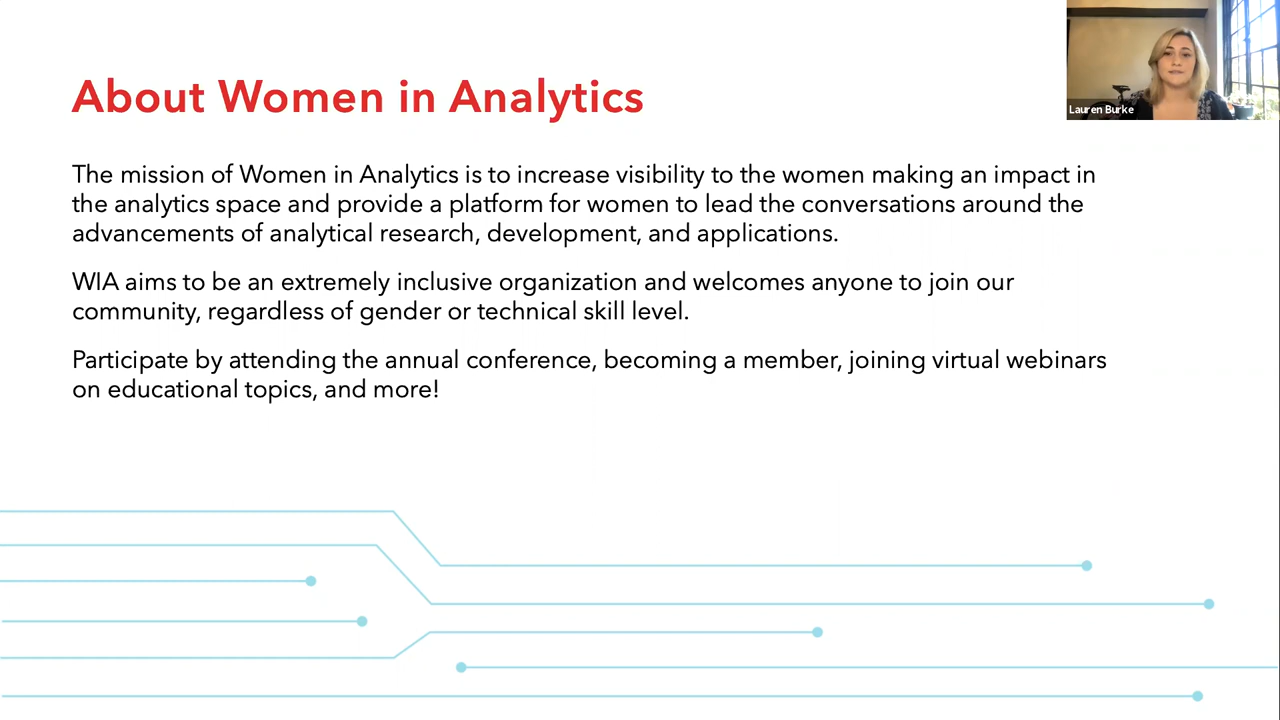 About Women in Analytics
Lauren Burke
The mission of Women in Analytics is to increase visibility to the women making an impact in
the analytics space and provide a platform for women to lead the conversations around the
advancements of analytical research, development, and applications.
WIA aims to be an extremely inclusive organization and welcomes anyone to join our
community, regardless of gender or technical skill level.
Participate by attending the annual conference, becoming a member, joining virtual webinars
on educational topics, and more!